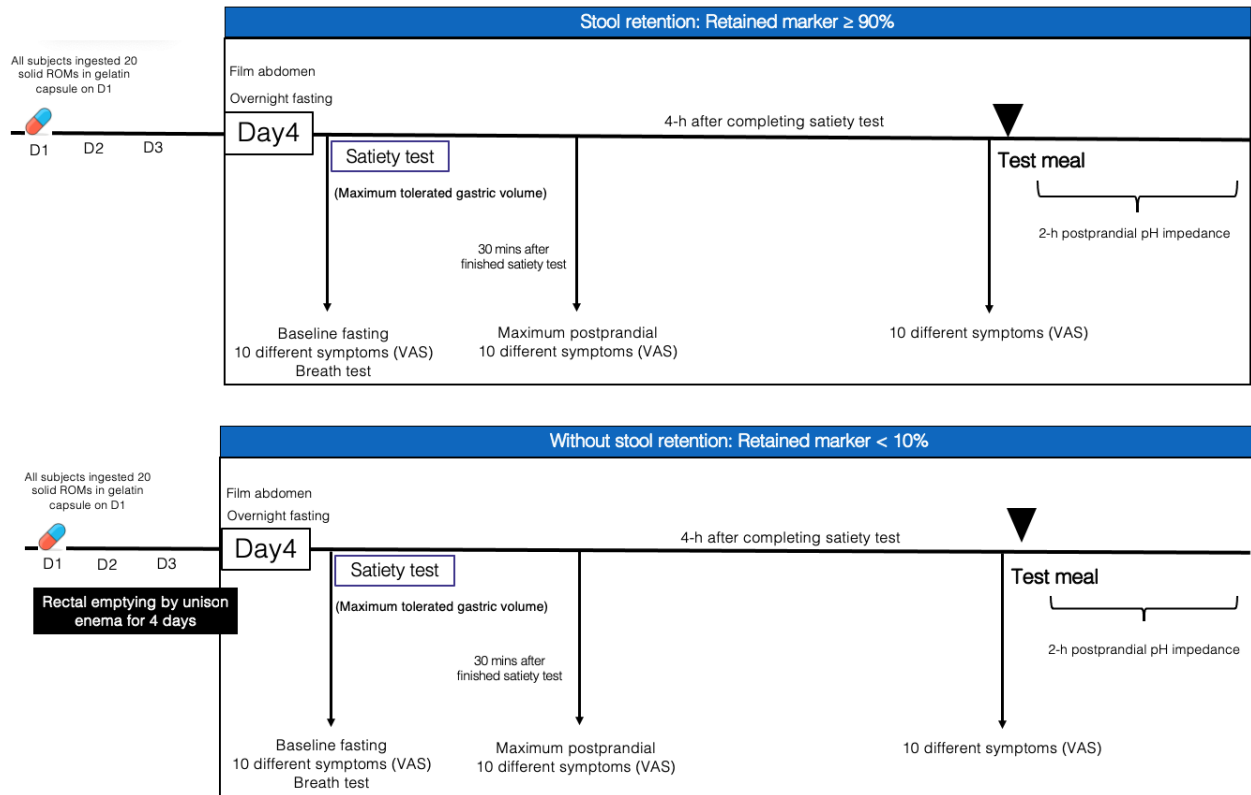 Stool retention: Retained marker ≥ 90%
All subjects ingested 20
solid ROMs in gelatin
capsule on D1
Film abdomen
Overnight fasting
Day4
D1
D2
D3
4-h after completing satiety test
Satiety test
(Maximum tolerated gastric volume)
Test meal
30 mins after
finished satiety test
2-h postprandial pH impedance
Baseline fasting
10 different symptoms (VAS)
Breath test
Maximum postprandial
10 different symptoms (VAS)
10 different symptoms (VAS)
Without stool retention: Retained marker < 10%
All subjects ingested 20
solid ROMs in gelatin
capsule on D1
Film abdomen
Overnight fasting
Day4
D1
D2
D3
4-h after completing satiety test
Satiety test
(Maximum tolerated gastric volume)
Test meal
Rectal emptying by unison
enema for 4 days
30 mins after
finished satiety test
2-h postprandial pH impedance
Baseline fasting
10 different symptoms (VAS)
Breath test
Maximum postprandial
10 different symptoms (VAS)
10 different symptoms (VAS)